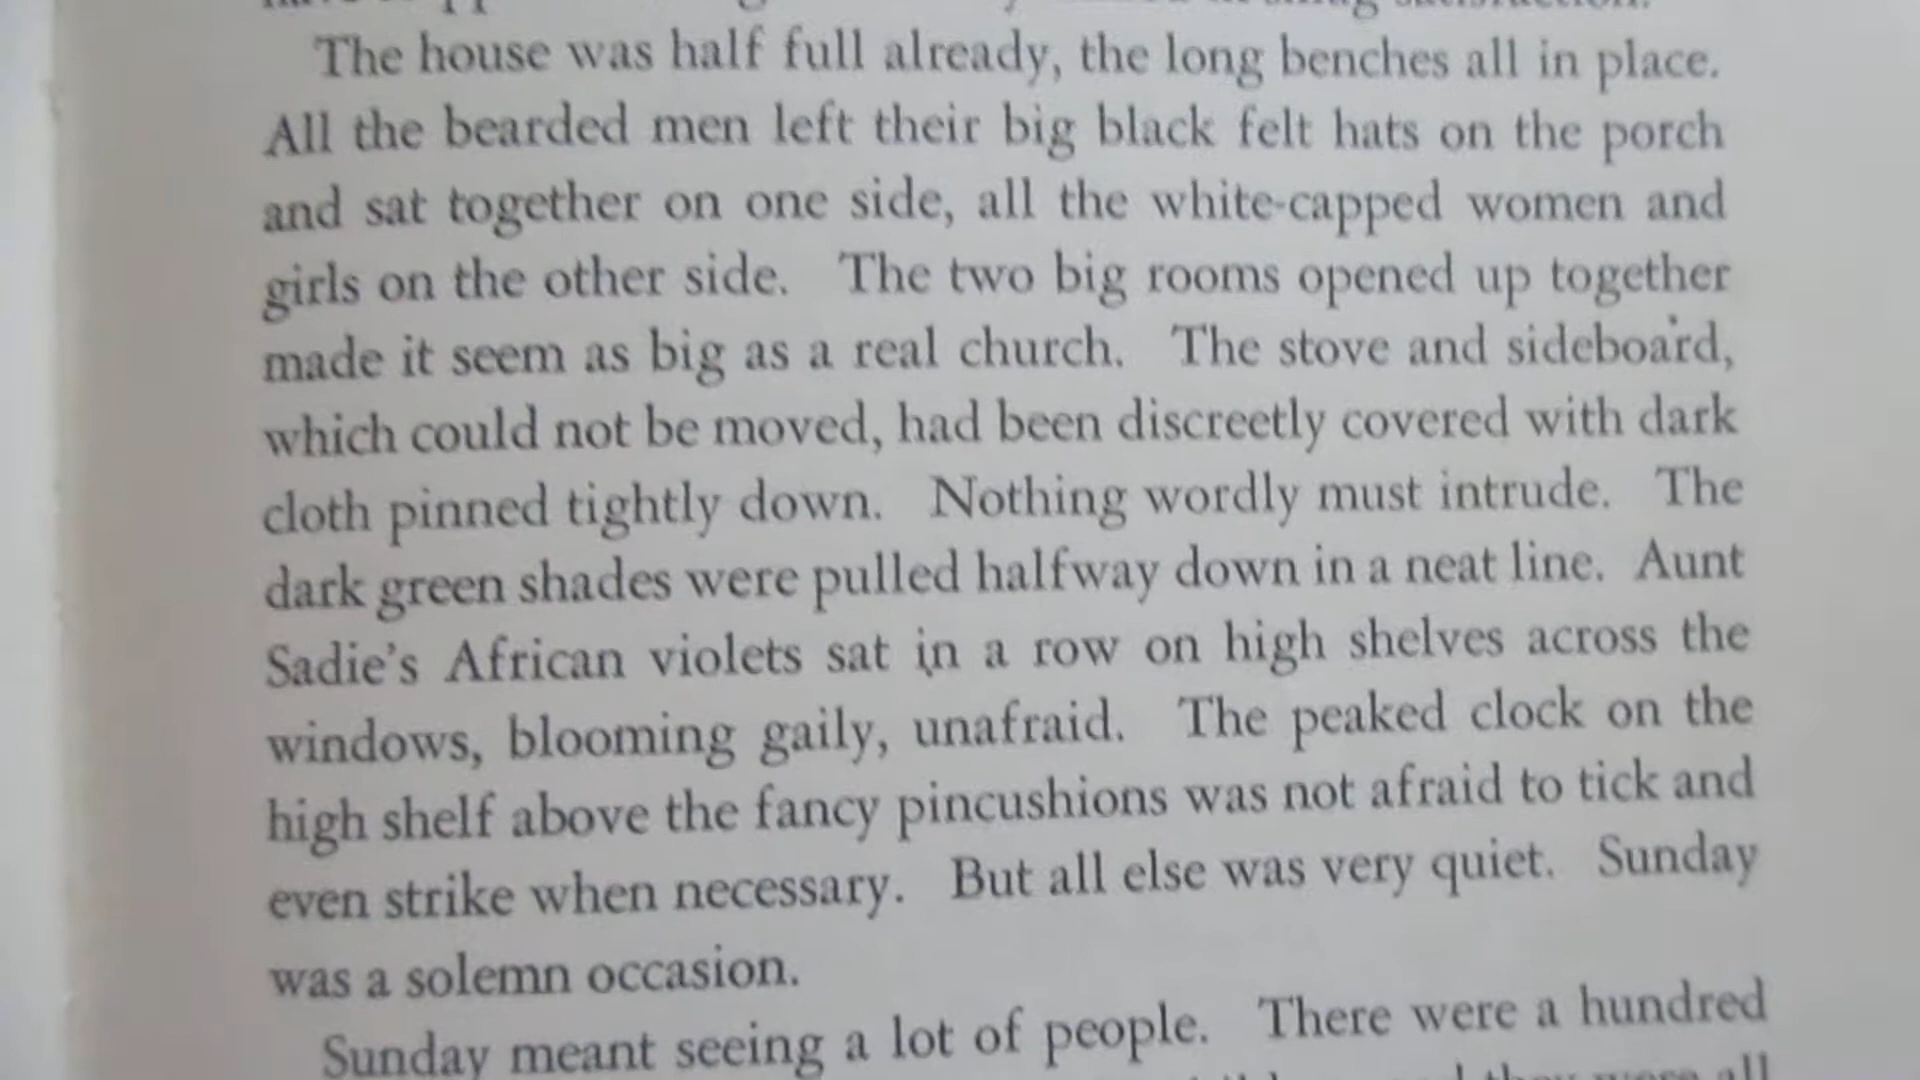 The house was half full already, the long benches all in place.
All the bearded men left their big black felt hats on the porch
and sat together on one side, all the white-capped women and
girls on the other side. The two big rooms opened up together
made it seem as big as a real church. The stove and sideboard,
which could not be moved, had been discreetly covered with dark
cloth pinned tightly down. Nothing wordly must intrude. The
dark green shades were pulled halfway down in a neat line. Aunt
Sadie's African violets sat in a row on high shelves across the
windows, blooming gaily, unafraid. The peaked clock on the
high shelf above the fancy pincushions was not afraid to tick and
even strike when necessary. But all else was very quiet. Sunday
was a solemn occasion.
Sunday meant seeing a lot of people. There were a hundred
they were all